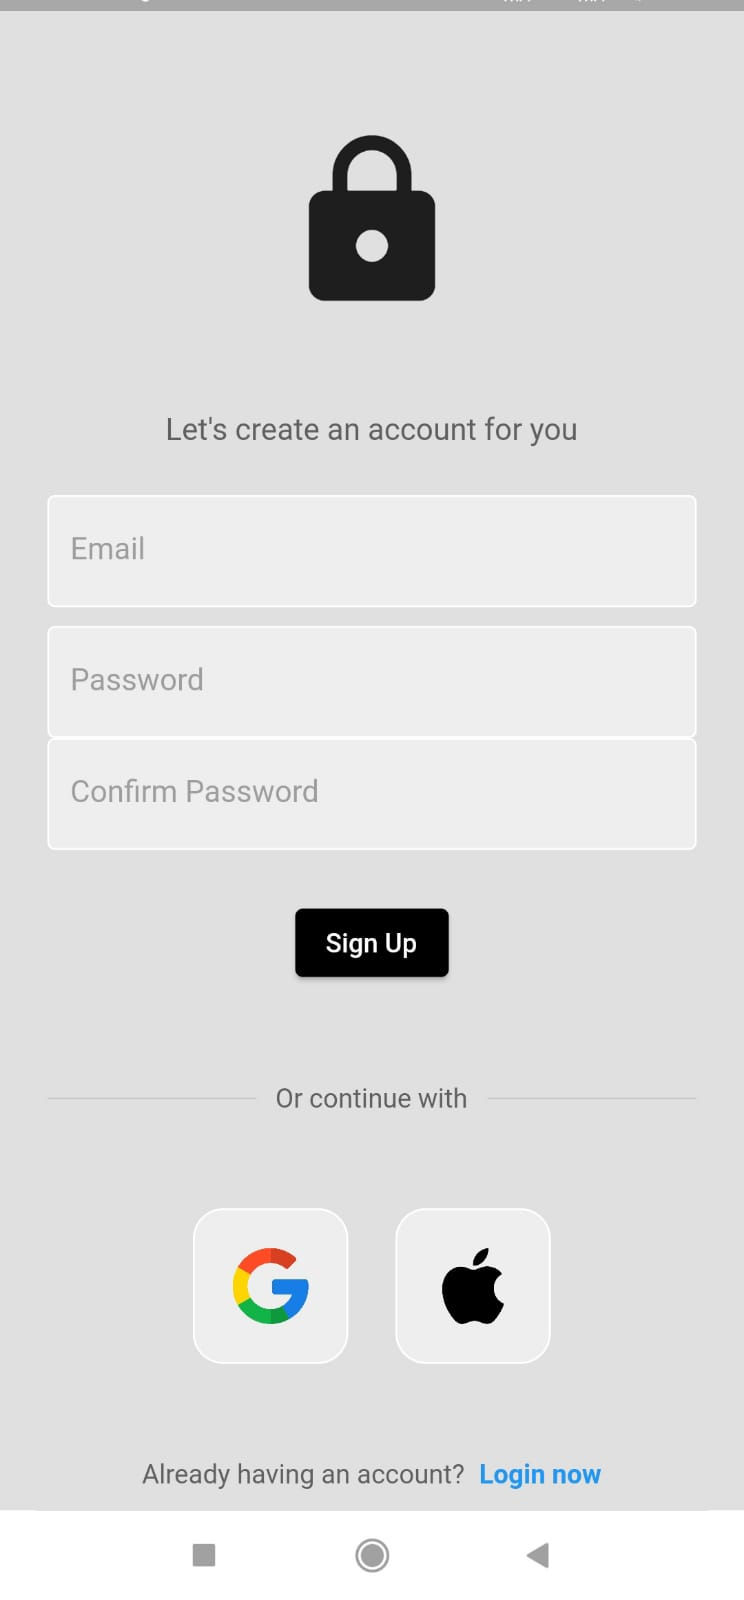 Let's create an account for you
Email
Password
Confirm Password
Sign Up
Or continue with
Already having an account? Login now